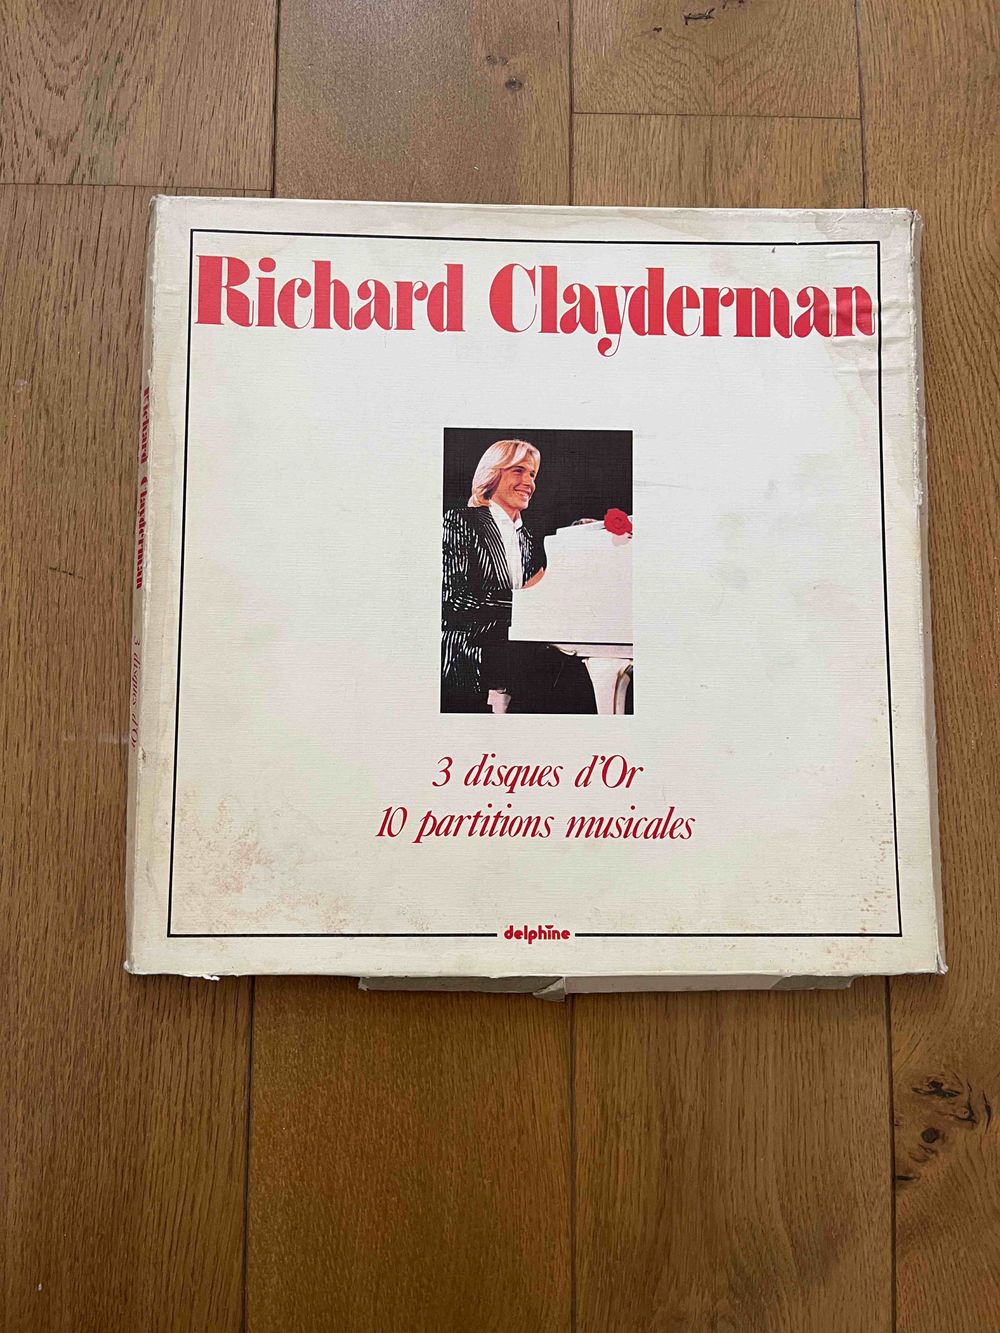 Richard Clayderman
3 disques d'Or
10 partitions musicales
delphine
Richard Clayderman 3 disques d'Or